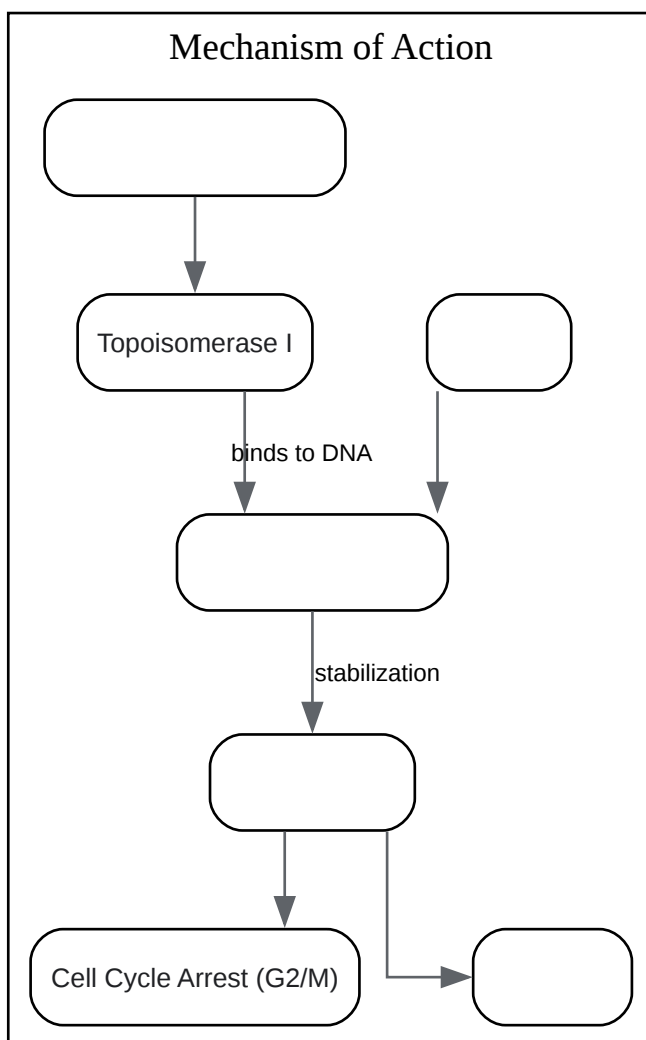 Mechanism of Action
Topoisomerase I
binds to DNA
stabilization
Cell Cycle Arrest (G2/M)